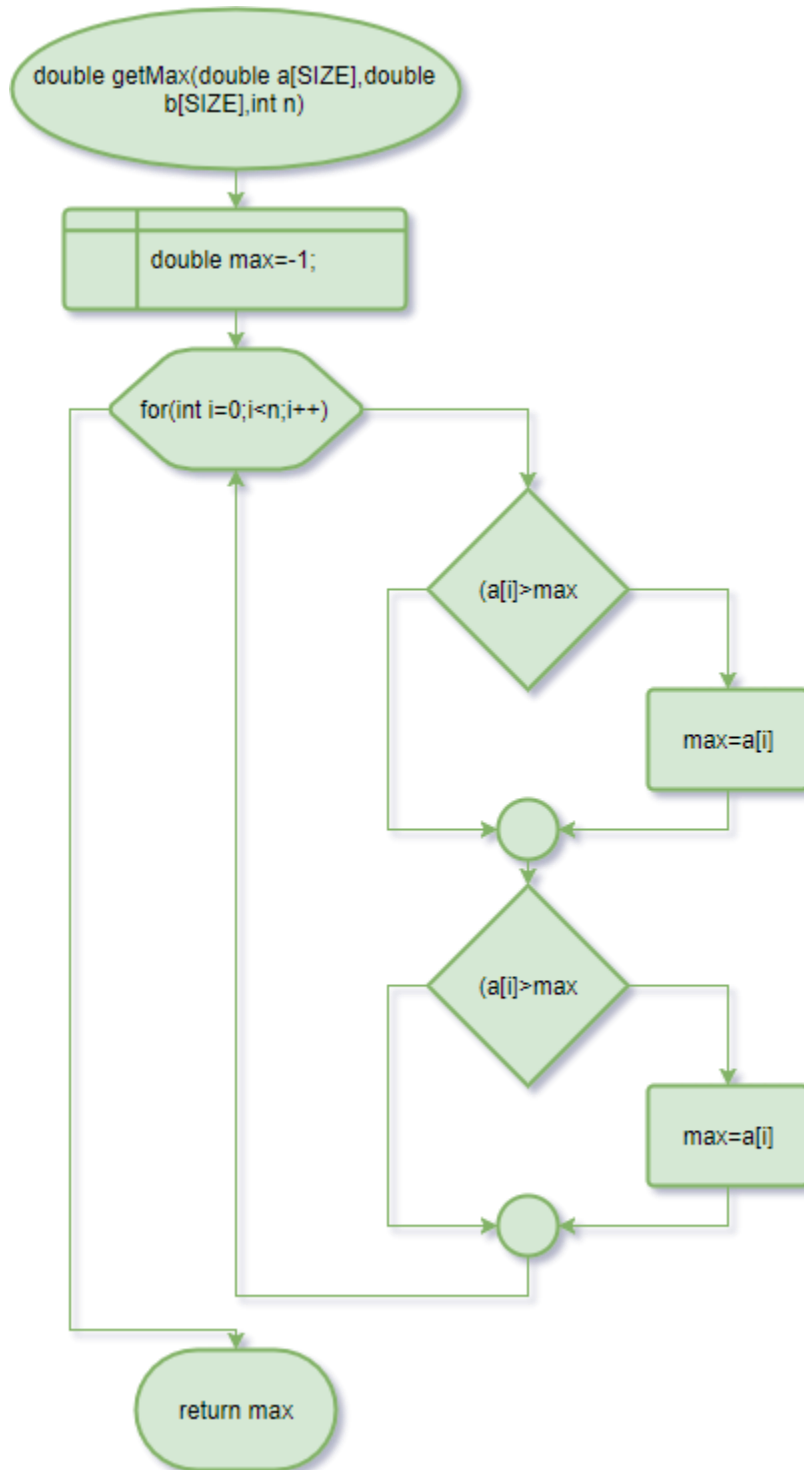 double getMax(double a[SIZE],double
b[SIZE],int n)
double max=-1;
for(int i=0;i<n;i++)
(a[i]>max
max=a[i]
(a[i]>max
max=a[i]
return max